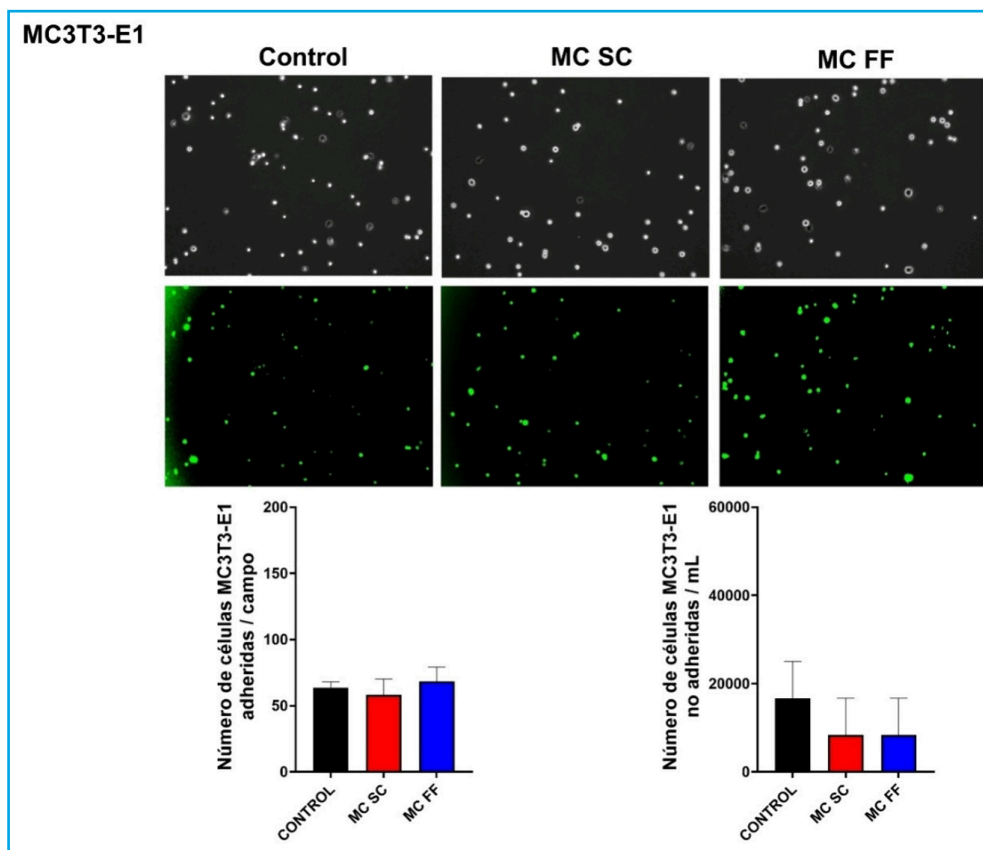 MC3T3-E1
Control
MC SC
MC FF
Número de células MC3T3-E1
adheridas / campo
200
150
100
50
0
CONTROL
MC SC
MC FF
Número de células MC3T3-E1
no adheridas / mL
60000
40000
20000
0
CONTROL
MC SC
MC FF